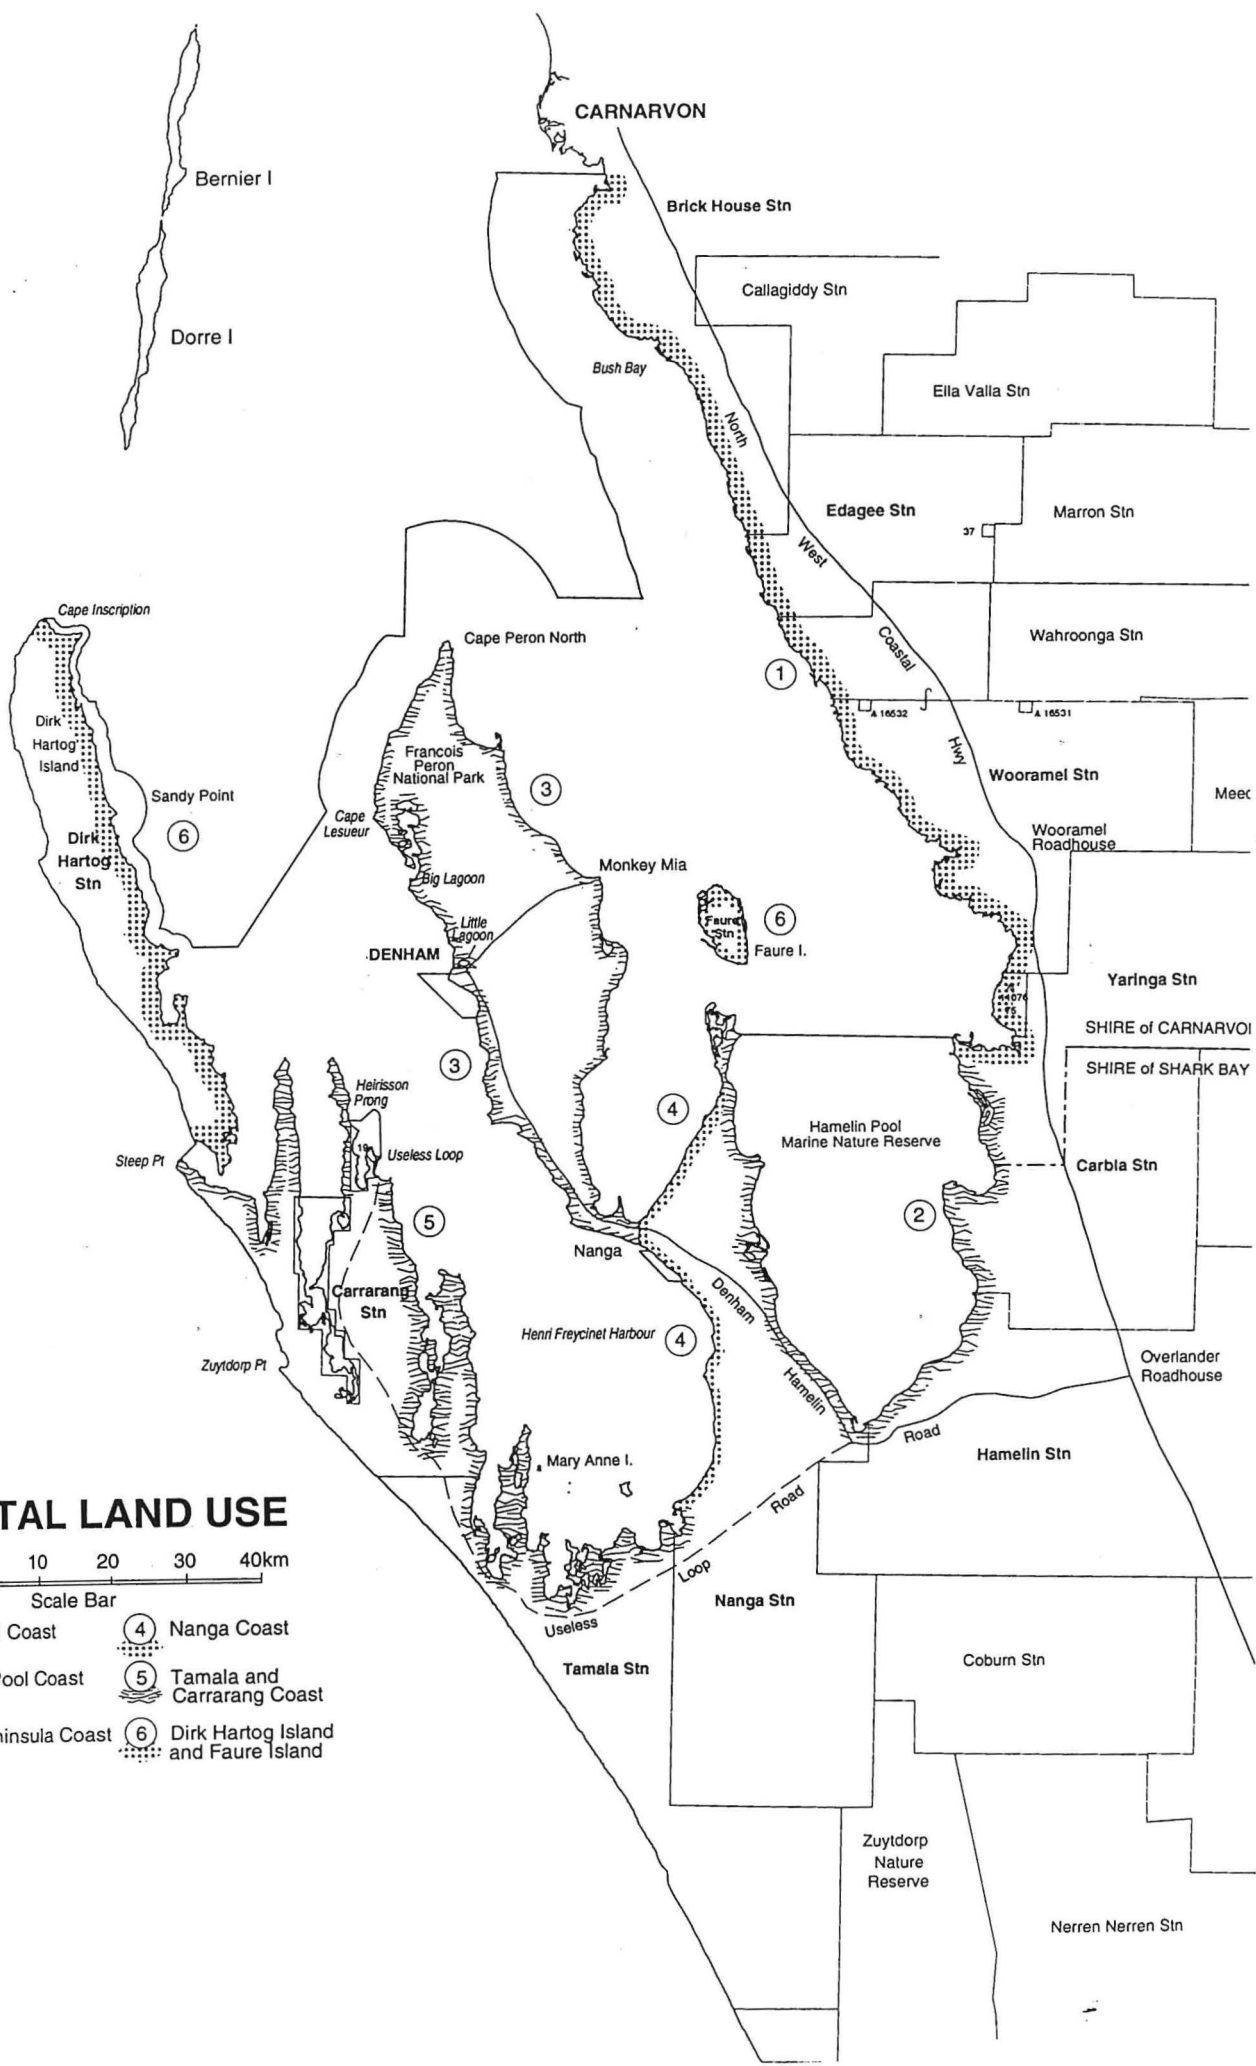 CARNARVON
Bernier I
Brick House Stn
Callagiddy Stn
Dorre I
Bush Bay
Ella Valla Stn
North
Edagee Stn
Marron Stn
37
West
Cape Inscription
Cape Peron North
Coastal
Wahroonga Stn
1
A 16532
A 16531
Dirk
Hartog
Island
Francois
Peron
National Park
Hwy
Wooramel Stn
3
Sandy Point
Meec
6
Cape
Lesueur
Dirk
Hartog
Stn
Wooramel
Roadhouse
Monkey Mia
Big Lagoon
Little
Lagoon
Faure
Stn
6
Faure I.
DENHAM
Yaringa Stn
SHIRE of CARNARVO
3
SHIRE of SHARK BAY
Heirisson
Prong
4
Hamelin Pool
Marine Nature Reserve
19
Useless Loop
Steep Pt
Carbla Stn
5
2
Nanga
Carrarang
Stn
Denham
Henri Freycinet Harbour
4
Zuytdorp Pt
Overlander
Roadhouse
Hamelin
Road
Hamelin Stn
Mary Anne I.
Road
TAL LAND USE
10 20 30 40km
Scale Bar
Loop
Nanga Stn
Useless
Coast
4 Nanga Coast
Tamala Stn
Coburn Stn
ool Coast
5 Tamala and
Carrarang Coast
insula Coast
6 Dirk Hartog Island
and Faure Island
Zuytdorp
Nature
Reserve
Nerren Nerren Stn